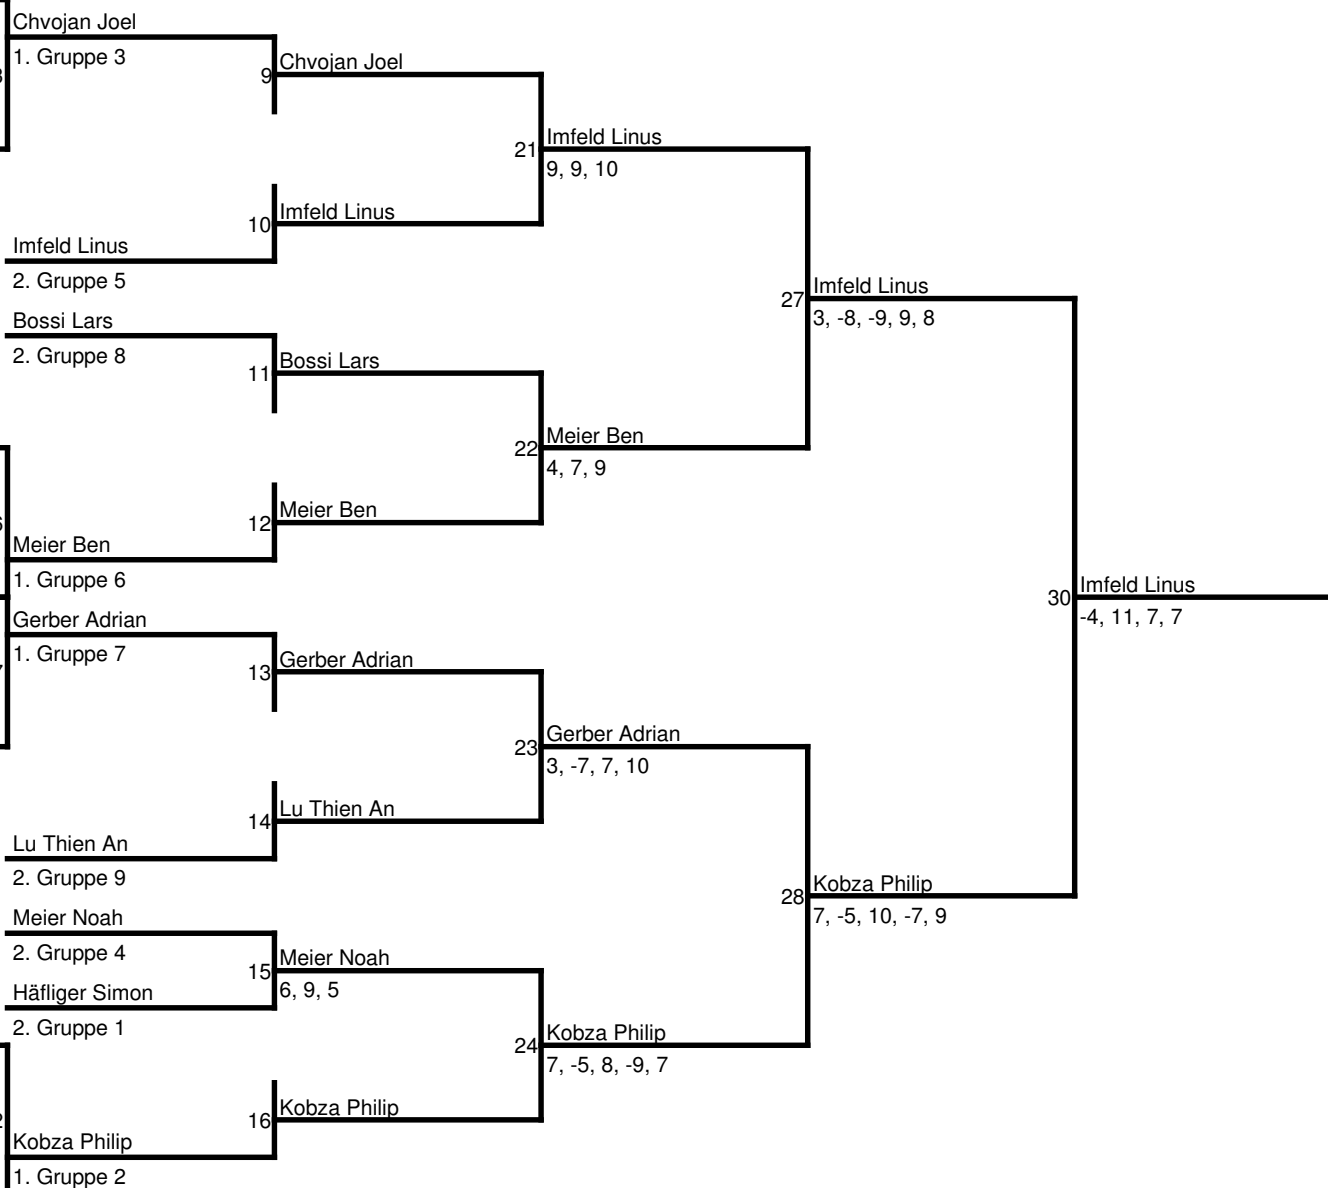 Chvojan Joel
1. Gruppe 3
9
Chvojan Joel
21
Imfeld Linus
9, 9, 10
10
Imfeld Linus
Imfeld Linus
2. Gruppe 5
27
Imfeld Linus
3, -8, -9, 9, 8
Bossi Lars
2. Gruppe 8
11
Bossi Lars
22
Meier Ben
4, 7, 9
12
Meier Ben
Meier Ben
1. Gruppe 6
30
Imfeld Linus
-4, 11, 7, 7
Gerber Adrian
1. Gruppe 7
13
Gerber Adrian
23
Gerber Adrian
3, -7, 7, 10
14
Lu Thien An
Lu Thien An
2. Gruppe 9
28
Kobza Philip
7, -5, 10, -7, 9
Meier Noah
2. Gruppe 4
15
Meier Noah
6, 9, 5
Häfliger Simon
2. Gruppe 1
24
Kobza Philip
7, -5, 8, -9, 7
16
Kobza Philip
Kobza Philip
1. Gruppe 2